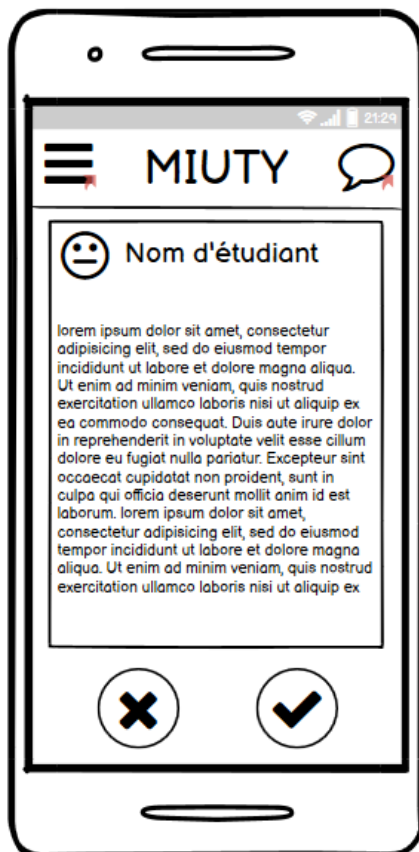 21:29
MIUTY
Nom d'étudiant
lorem ipsum dolor sit amet, consectetur
adipisicing elit, sed do eiusmod tempor
incididunt ut labore et dolore magna aliqua.
Ut enim ad minim veniam, quis nostrud
exercitation ullamco laboris nisi ut aliquip ex
ea commodo consequat. Duis aute irure dolor
in reprehenderit in voluptate velit esse cillum
dolore eu fugiat nulla pariatur. Excepteur sint
occaecat cupidatat non proident, sunt in
culpa qui officia deserunt mollit anim id est
laborum. lorem ipsum dolor sit amet,
consectetur adipisicing elit, sed do eiusmod
tempor incididunt ut labore et dolore magna
aliqua. Ut enim ad minim veniam, quis nostrud
exercitation ullamco laboris nisi ut aliquip ex